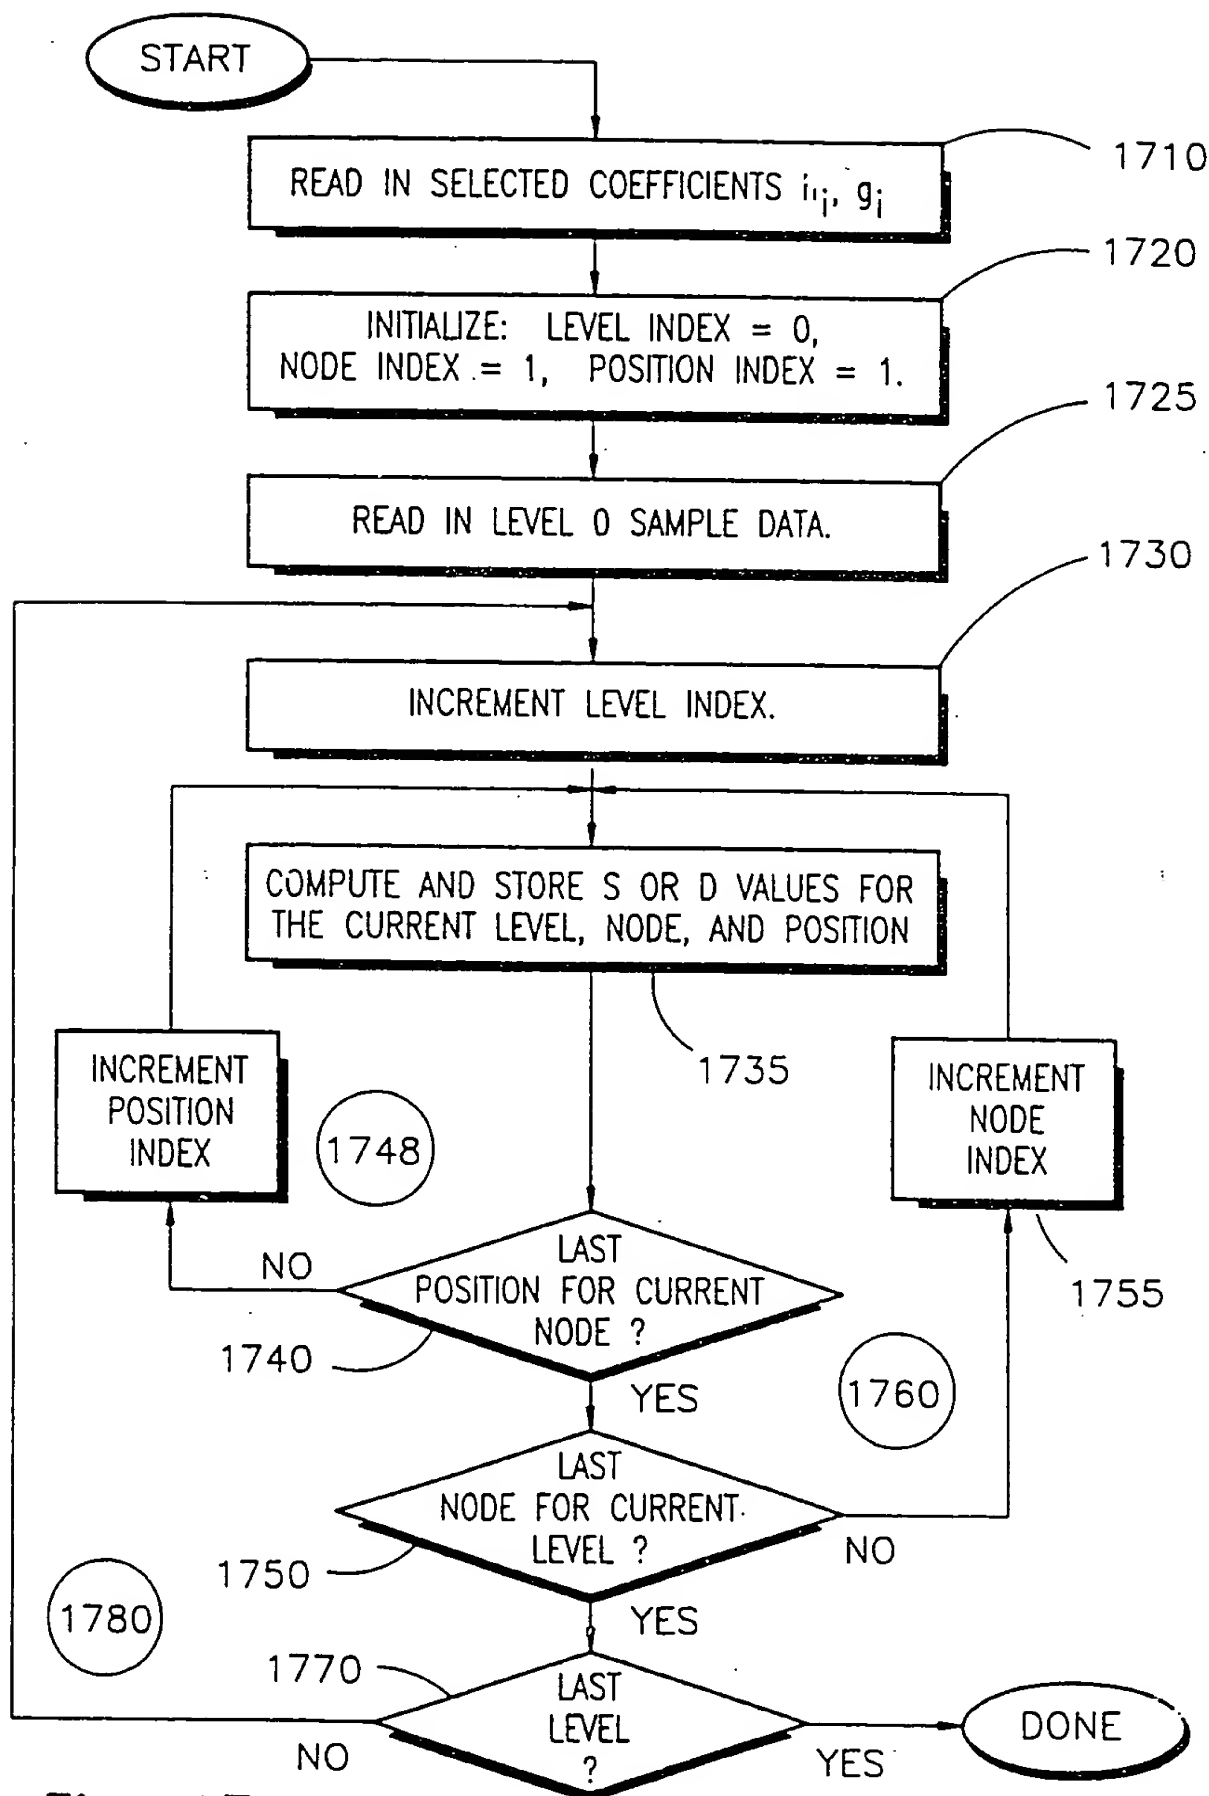 START
READ IN SELECTED COEFFICIENTS i,j, gi
1710
1720
INITIALIZE: LEVEL INDEX = 0,
NODE INDEX = 1, POSITION INDEX = 1.
1725
READ IN LEVEL 0 SAMPLE DATA.
1730
INCREMENT LEVEL INDEX.
COMPUTE AND STORE S OR D VALUES FOR
THE CURRENT LEVEL, NODE, AND POSITION
1735
INCREMENT
POSITION
INDEX
1748
INCREMENT
NODE
INDEX
1755
NO
LAST
POSITION FOR CURRENT
NODE ?
1740
YES
1760
LAST
NODE FOR CURRENT
LEVEL ?
NO
1750
YES
1780
1770
LAST
LEVEL
?
NO
YES
DONE